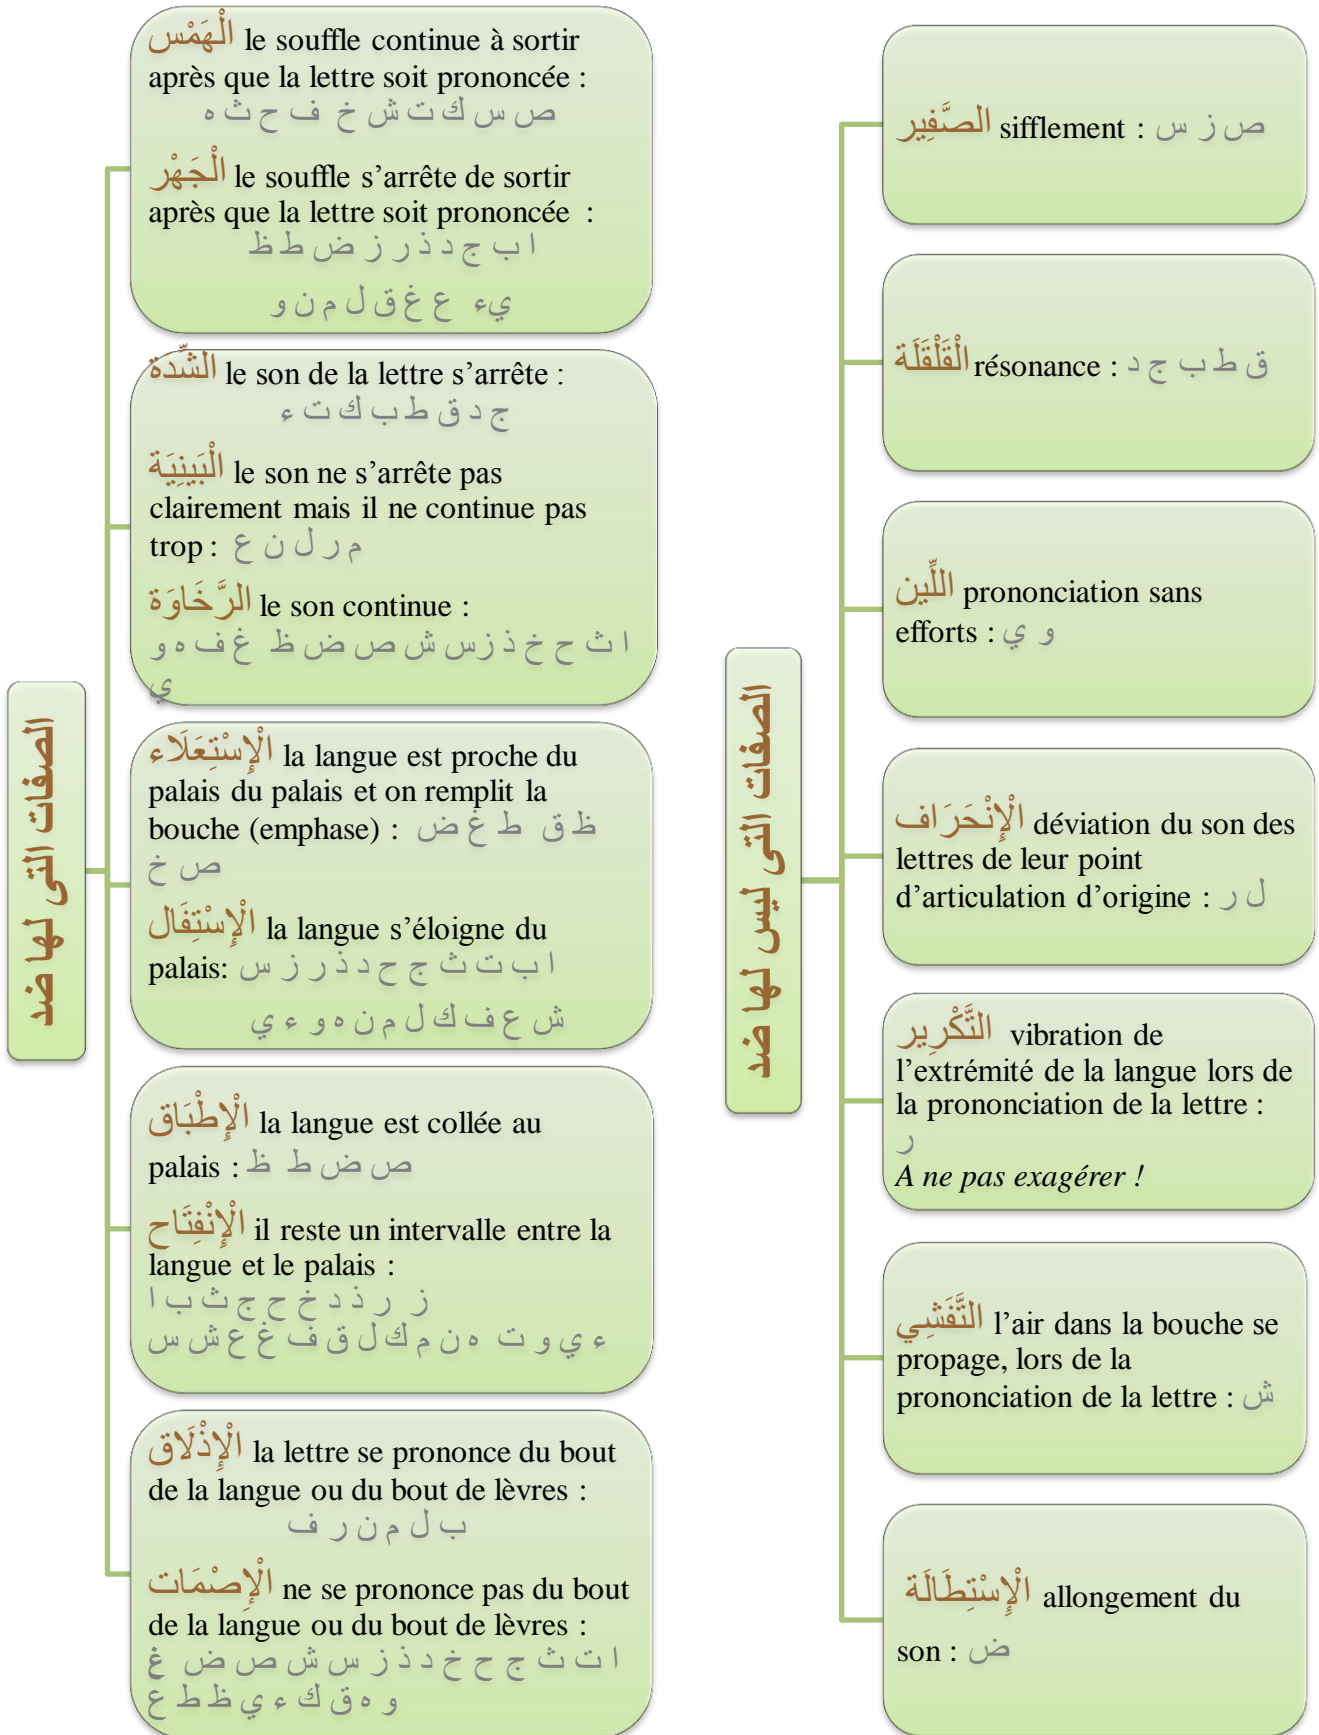 الصفات التى لها ضد
الْهَمْس le souffle continue à sortir
après que la lettre soit prononcée :
ص س ك ت ش خ ف ح ث ه
الْجَهْر le souffle s’arrête de sortir
après que la lettre soit prononcée :
ا ب ج د ذ ر ز ض ط ظ
يء ع غ ق ل م ن و
الشِّدة le son de la lettre s’arrête :
ج د ق ط ب ك ت ء
الْبَينِيَة le son ne s’arrête pas
clairement mais il ne continue pas
trop : م ر ل ن ع
الرَّخَاوَة le son continue :
ا ث ح خ ذ ز س ش ص ض ظ غ ف ه و
ي
الْإِسْتِعَلَاء la langue est proche du
palais du palais et on remplit la
bouche (emphase) : ظ ق ط غ ض
ص خ
الْإِسْتِفَال la langue s’éloigne du
palais: ا ب ت ث ج ح د ذ ر ز س
ش ع ف ك ل م ن ه و ء ي
الْإِطْبَاق la langue est collée au
palais : ص ض ط ظ
الْإِنْفِتَاح il reste un intervalle entre la
langue et le palais :
ز ر ذ د خ ح ج ث ب ا
ء ي و ت ه ن م ك ل ق ف غ ع ش س
الْإِذْلَاق la lettre se prononce du bout
de la langue ou du bout de lèvres :
ب ل م ن ر ف
الْإِصْمَات ne se prononce pas du bout
de la langue ou du bout de lèvres :
ا ت ث ج ح خ د ذ ز س ش ص ض غ
و ه ق ك ء ي ظ ط ع
الصفات التى ليس لها ضد
الصَّفِير sifflement : ص ز س
الْقَلْقَلَة résonance : ق ط ب ج د
اللِّين prononciation sans
efforts : و ي
الْإِنْحَرَاف déviation du son des
lettres de leur point
d’articulation d’origine : ل ر
التَّكْرِير vibration de
l’extrémité de la langue lors de
la prononciation de la lettre :
ر
A ne pas exagérer !
التَّفَشِي l’air dans la bouche se
propage, lors de la
prononciation de la lettre : ش
الْإِسْتِطَالَة allongement du
son : ض